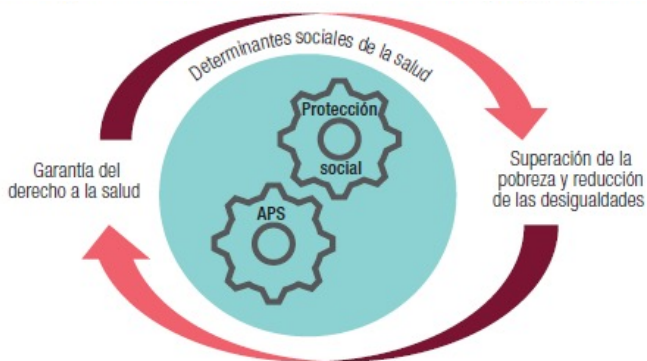 Determinantes sociales de la salud
Protección
social
APS
Garantía del
derecho a la salud
Superación de la
pobreza y reducción
de las desigualdades